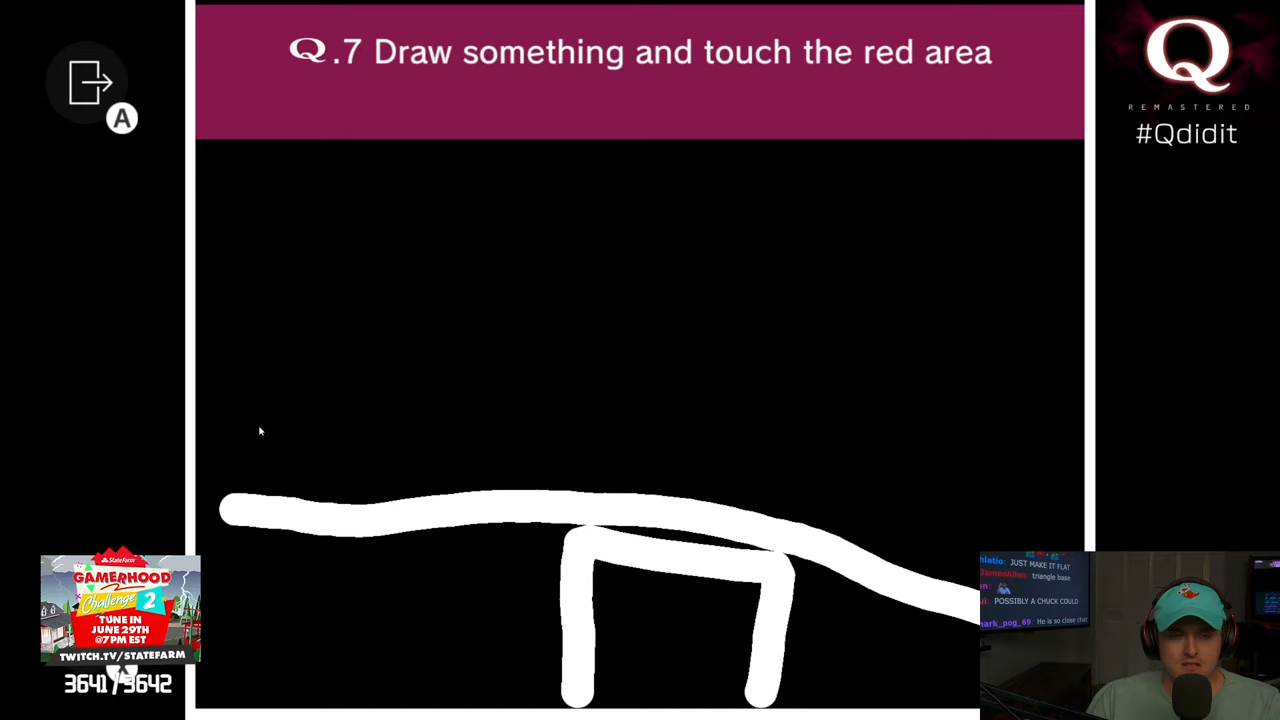 Q.7 Draw something and touch the red area
A
Q
REMASTERED
#Qdidit
StateFarm
GAMERHOOD
Challenge 2
TUNE IN
JUNE 29TH
@7PM EST
TWITCH.TV/STATEFARM
3641/3642
JUST MAKE IT FLAT
triangle base
POSSIBLY A CHUCK COULD
mark_pog_69: He is so close chat